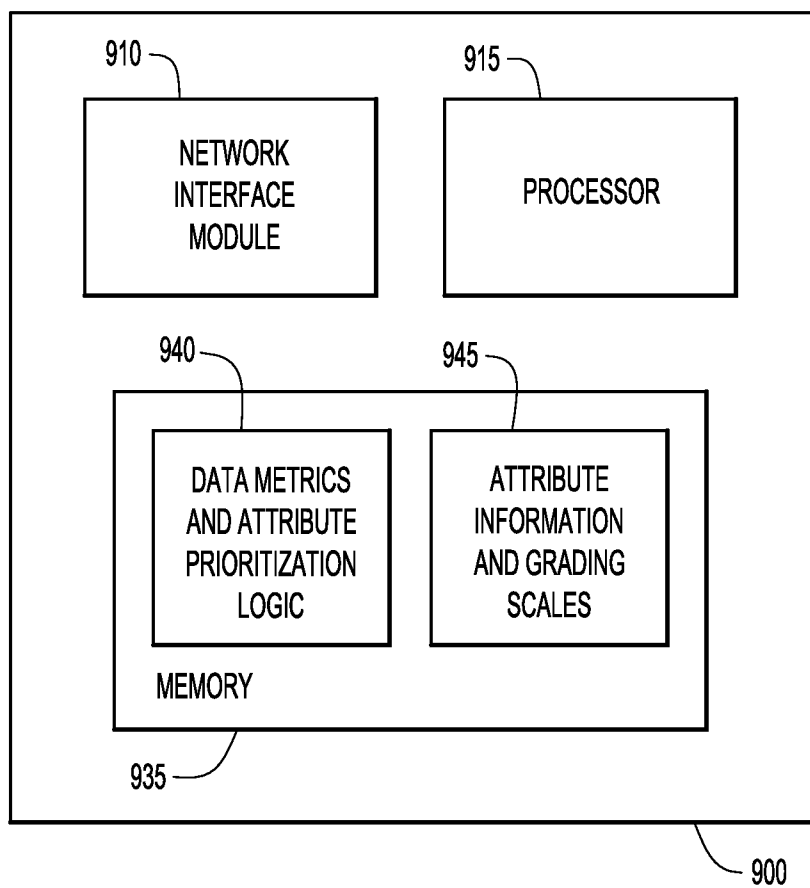 910
915
NETWORK
INTERFACE
MODULE
PROCESSOR
940
945
DATA METRICS
AND ATTRIBUTE
PRIORITIZATION
LOGIC
ATTRIBUTE
INFORMATION
AND GRADING
SCALES
MEMORY
935
900